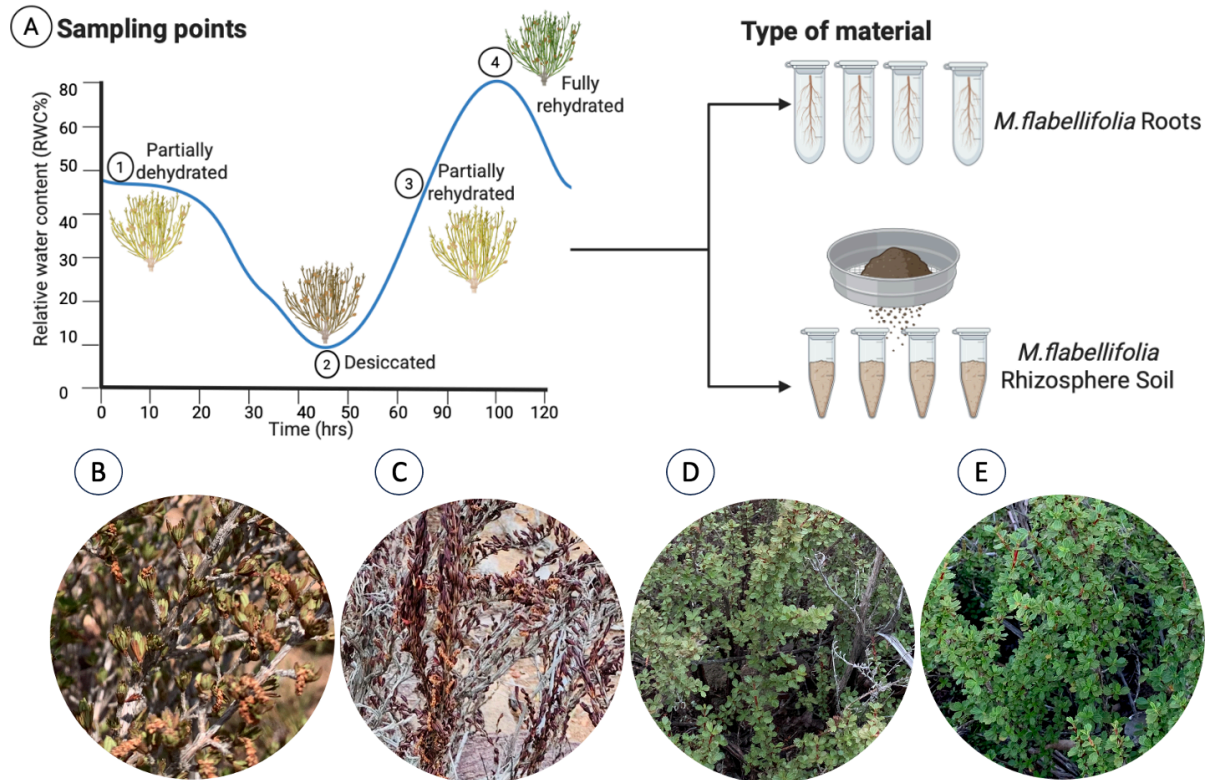 A Sampling points
Type of material
Relative water content (RWC%)
80
60
50
40
30
20
10
0
0 10 20 30 40 50 60 70 80 90 100 120
Time (hrs)
1 Partially
dehydrated
2 Desiccated
3 Partially
rehydrated
4
Fully
rehydrated
M.flabellifolia Roots
M.flabellifolia
Rhizosphere Soil
B
C
D
E